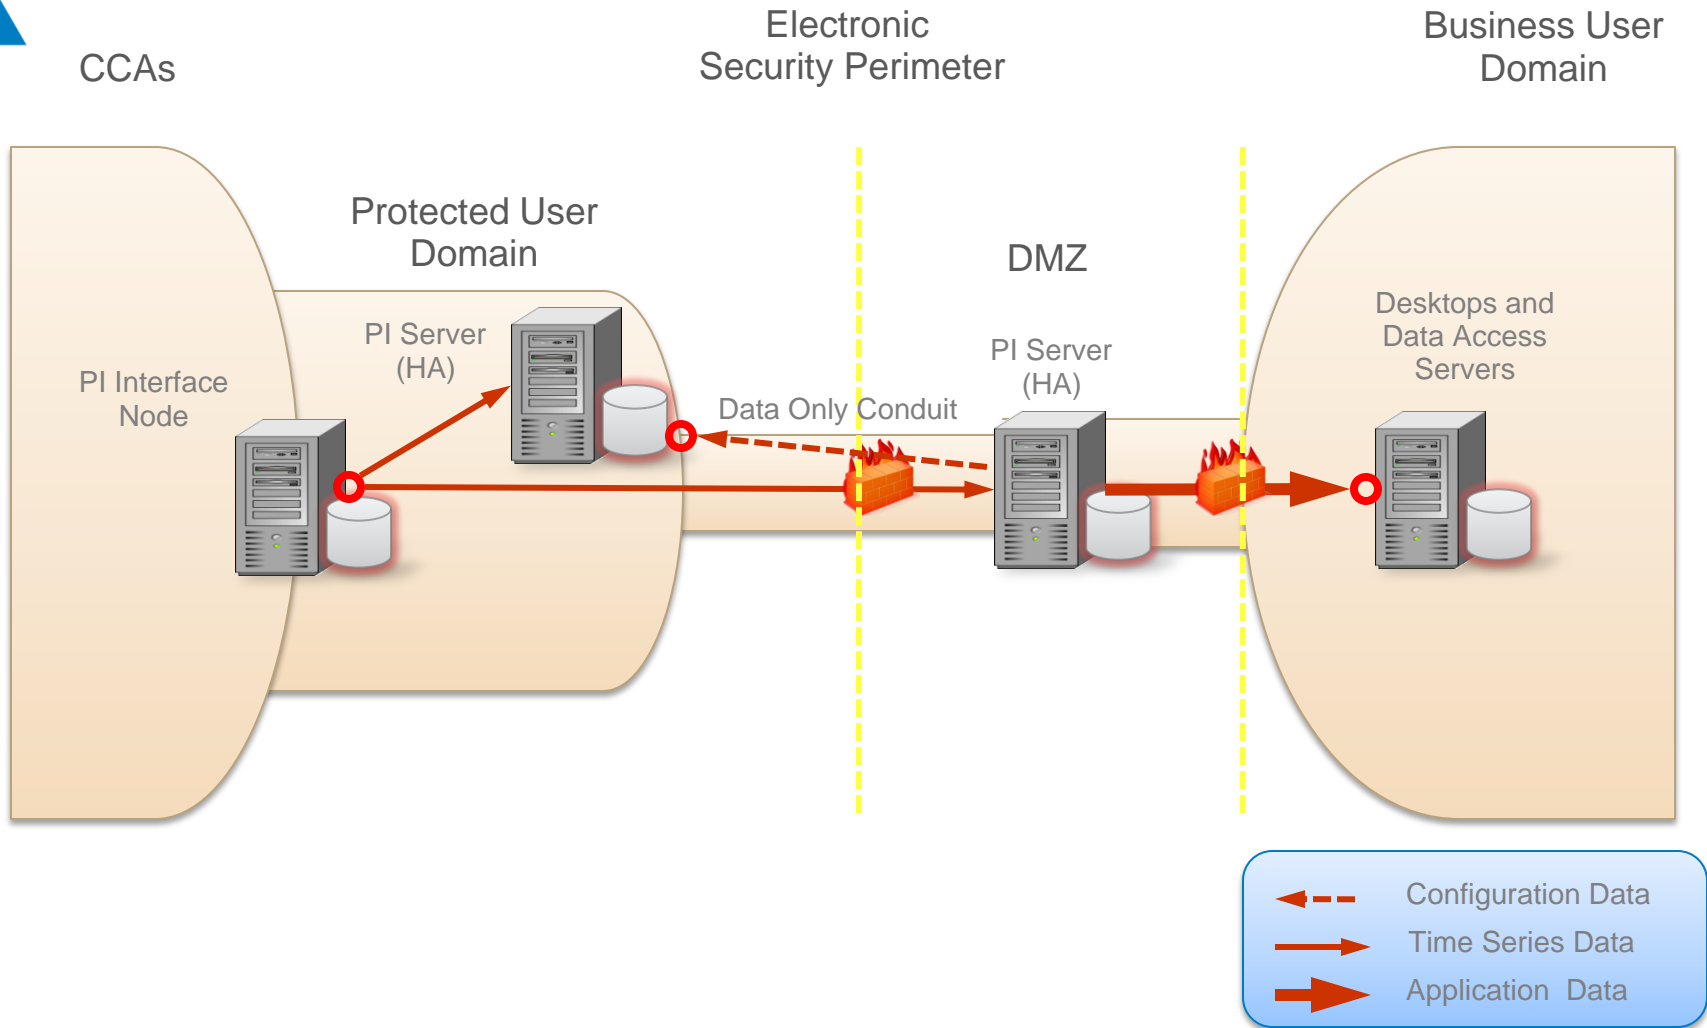 CCAs
Electronic
Security Perimeter
Business User
Domain
Protected User
Domain
DMZ
PI Interface
Node
PI Server
(HA)
Data Only Conduit
PI Server
(HA)
Desktops and
Data Access
Servers
Configuration Data
Time Series Data
Application Data